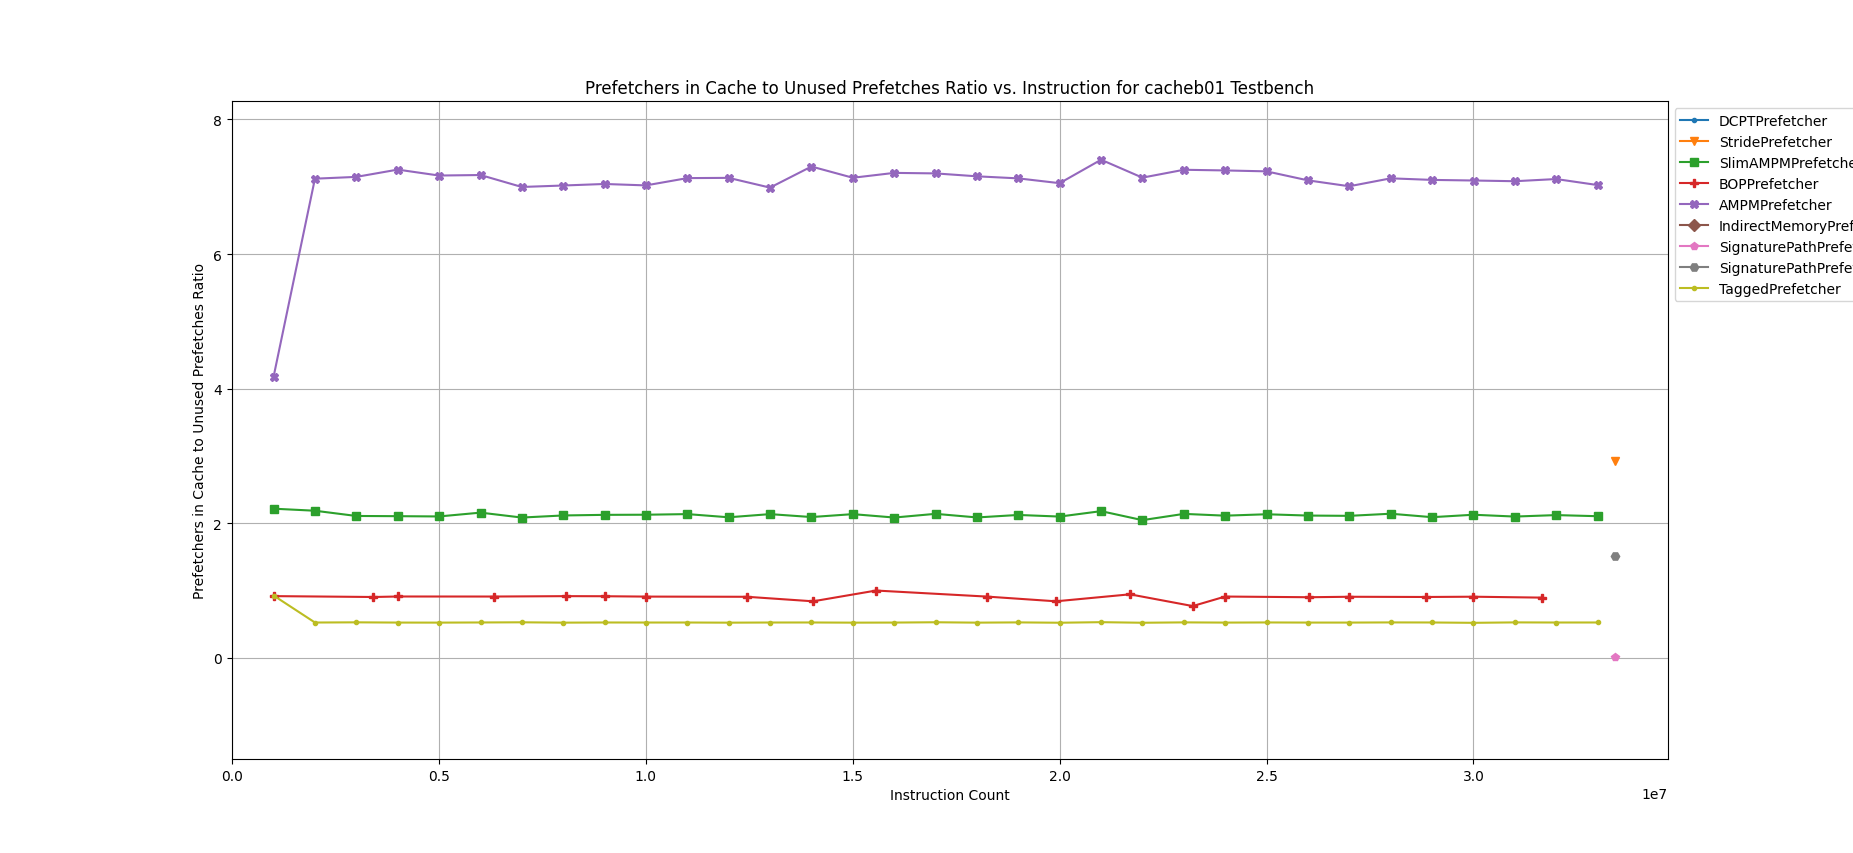 Prefetchers in Cache to Unused Prefetches Ratio vs. Instruction for cacheb01 Testbench
Prefetchers in Cache to Unused Prefetches Ratio
8
6
4
2
0
0.0 0.5 1.0 1.5 2.0 2.5 3.0
1e7
Instruction Count
DCPTPrefetcher
StridePrefetcher
SlimAMPMPrefetche
BOPPrefetcher
AMPMPrefetcher
IndirectMemoryPref
SignaturePathPrefe
SignaturePathPrefe
TaggedPrefetcher